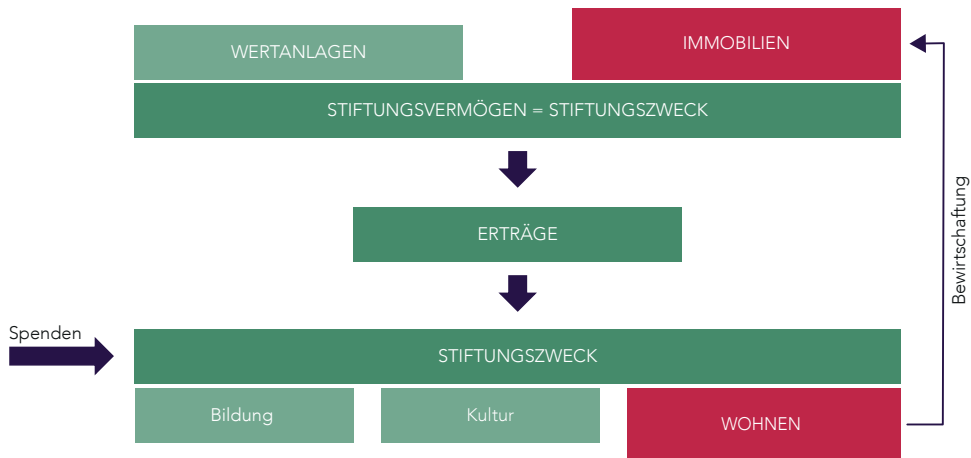 WERTANLAGEN
IMMOBILIEN
STIFTUNGSVERMÖGEN = STIFTUNGSZWECK
ERTRÄGE
Bewirtschaftung
Spenden
STIFTUNGSZWECK
Bildung
Kultur
WOHNEN